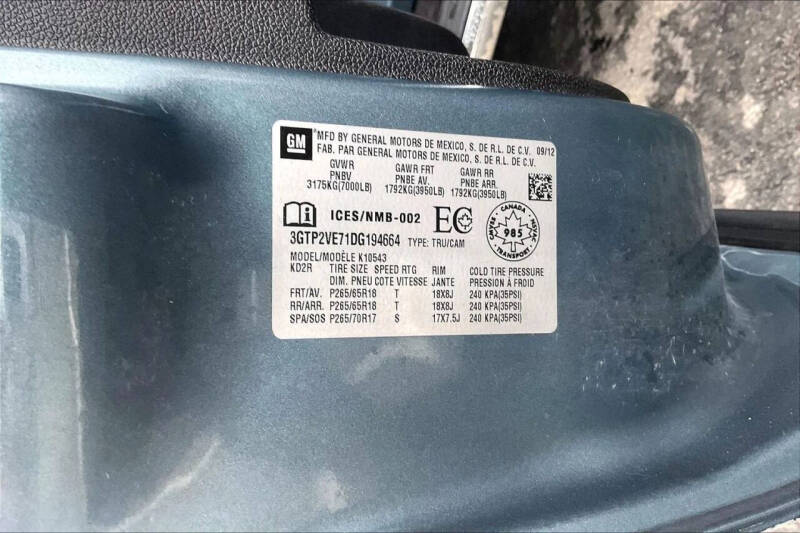 GM
MFD BY GENERAL MOTORS DE MEXICO, S. DE R.L. DE C.V. 09/12
FAB. PAR GENERAL MOTORS DE MEXICO, S. DE R.L. DE C.V.
GVWR GAWR FRT GAWR RR
PNBV PNBE AV. PNBE ARR.
3175KG(7000LB) 1792KG(3950LB) 1792KG(3950LB)
ICES/NMB-002 EC
CANADA
985
TRANSPORT
3GTP2VE71DG194664 TYPE: TRU/CAM
MODEL/MODÈLE K10543
KD2R TIRE SIZE SPEED RTG RIM COLD TIRE PRESSURE
DIM. PNEU COTE VITESSE JANTE PRESSION À FROID
FRT/AV. P265/65R18 T 18X8J 240 KPA(35PSI)
RR/ARR. P265/65R18 T 18X8J 240 KPA(35PSI)
SPA/SOS P265/70R17 S 17X7.5J 240 KPA(35PSI)